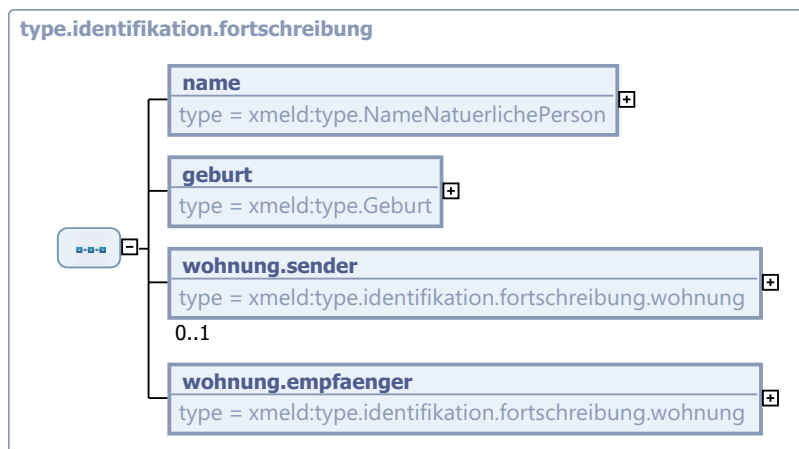 type.identifikation.fortschreibung
name
type = xmeld:type.NameNatuerlichePerson
geburt
type = xmeld:type.Geburt
wohnung.sender
type = xmeld:type.identifikation.fortschreibung.wohnung
0..1
wohnung.empfaenger
type = xmeld:type.identifikation.fortschreibung.wohnung